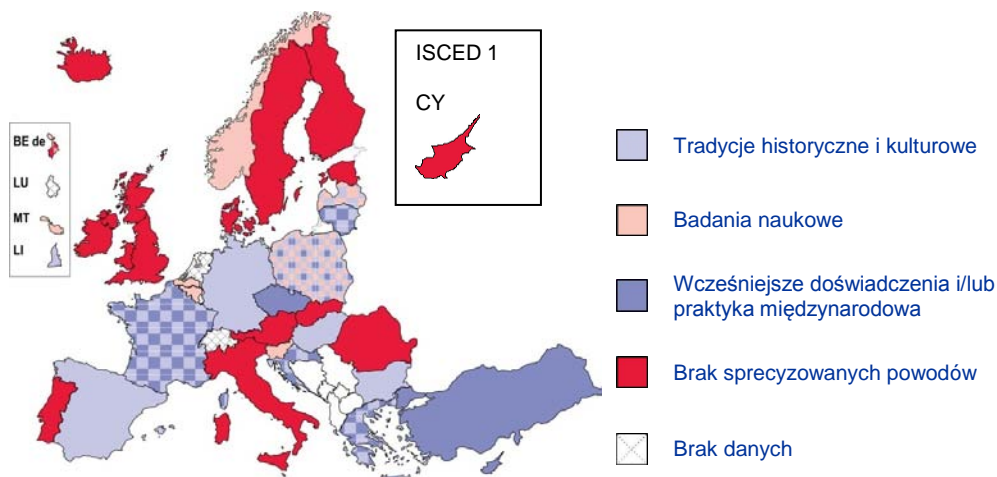 ISCED 1
CY
BE de
LU
MT
LI
Tradycje historyczne i kulturowe
Badania naukowe
Wcześniejsze doświadczenia i/lub
praktyka międzynarodowa
Brak sprecyzowanych powodów
Brak danych